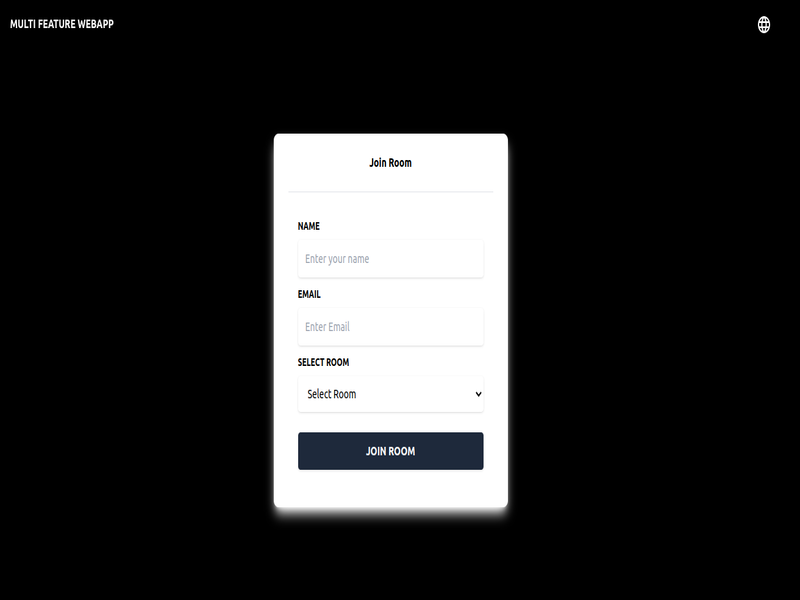 MULTI FEATURE WEBAPP
Join Room
NAME
Enter your name
EMAIL
Enter Email
SELECT ROOM
Select Room
JOIN ROOM